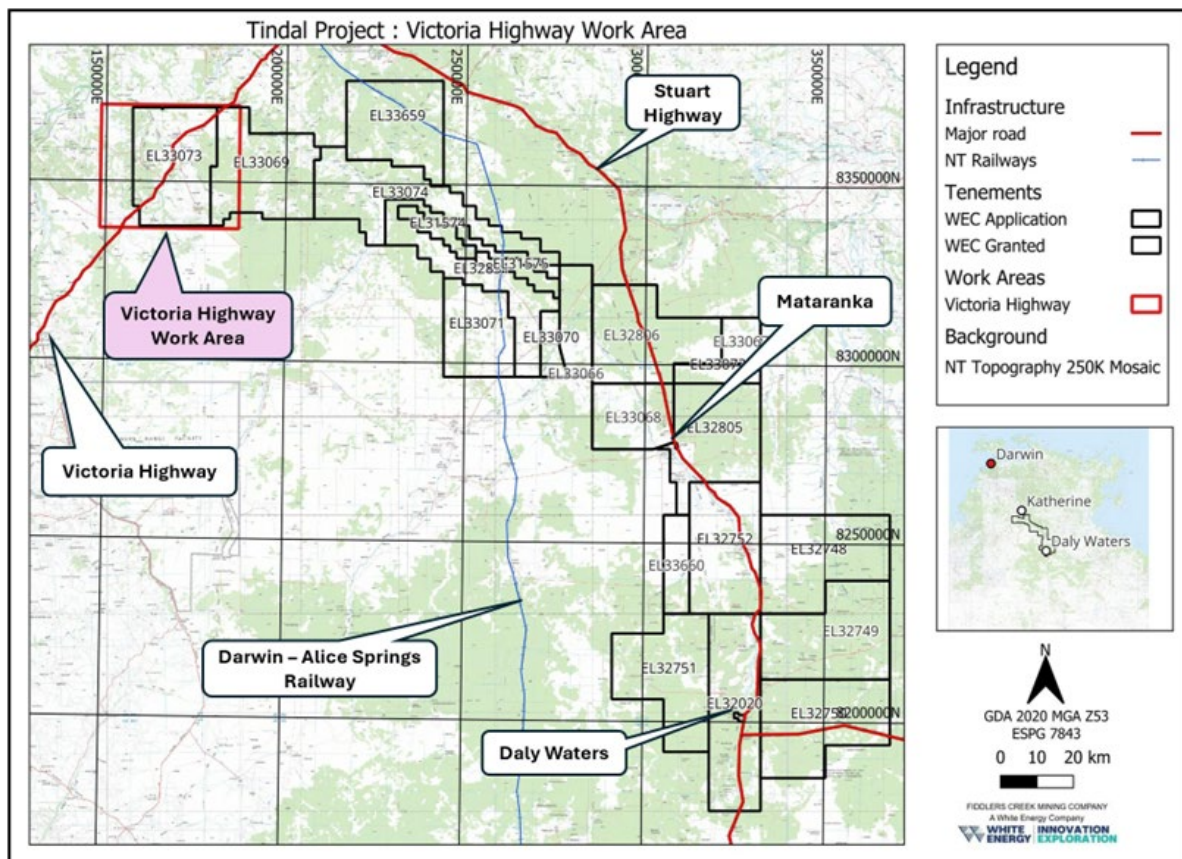 Tindal Project : Victoria Highway Work Area
150000E
200000E
250000E
350000E
Stuart
Highway
EL33659
EL33073
EL33069
8350000N
EL33074
EL31574
EL31575
Victoria Highway
Work Area
Mataranka
EL33071
EL33070
EL32806
8300000N
EL33066
EL33068
EL32805
Victoria Highway
8250000N
EL32752
EL32748
EL33660
EL32749
Darwin – Alice Springs
Railway
EL32751
EL32020
8200000N
Daly Waters
Legend
Infrastructure
Major road
NT Railways
Tenements
WEC Application
WEC Granted
Work Areas
Victoria Highway
Background
NT Topography 250K Mosaic
Darwin
Katherine
Daly Waters
N
GDA 2020 MGA Z53
ESPG 7843
0 10 20 km
FIDDLERS CREEK MINING COMPANY
A White Energy Company
WHITE ENERGY
INNOVATION EXPLORATION